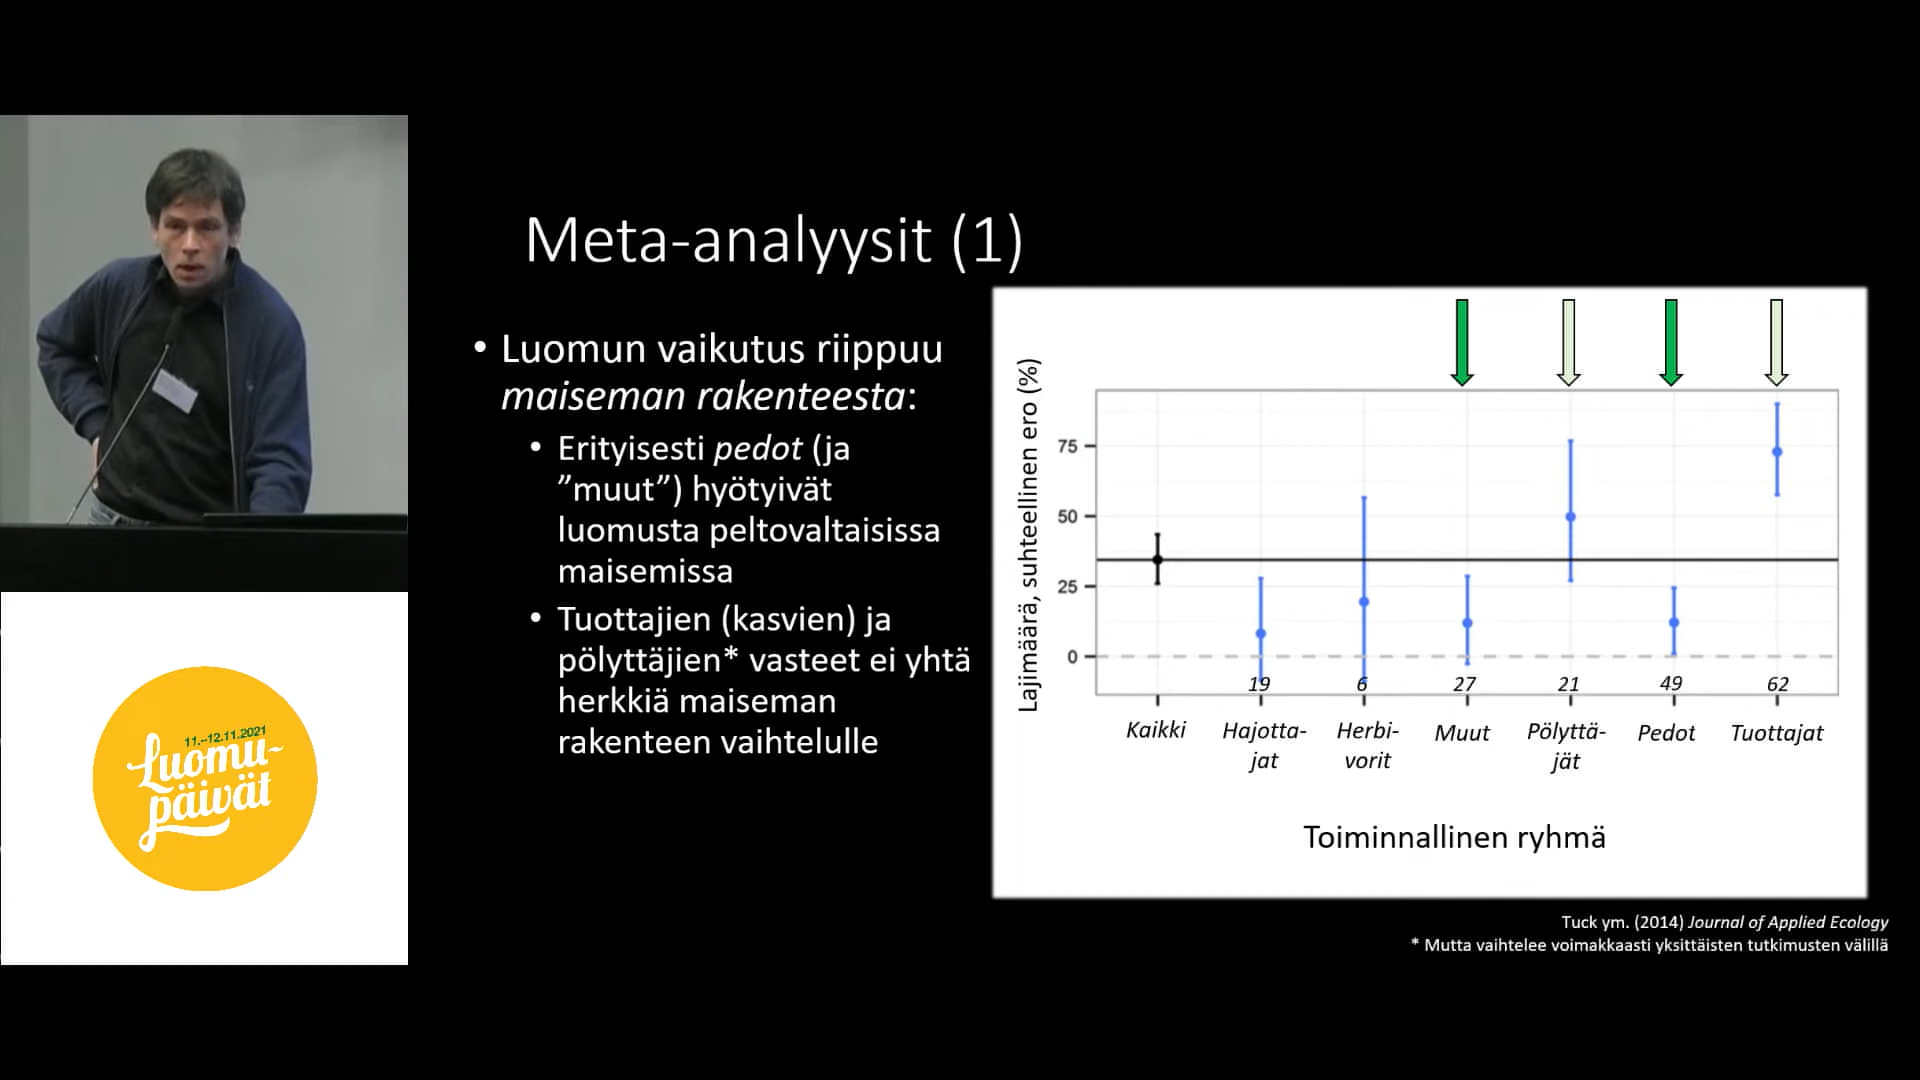 Meta-analyysit (1)
• Luomun vaikutus riippuu
maiseman rakenteesta:
• Erityisesti pedot (ja
”muut”) hyötyivät
luomusta peltovaltaisissa
maisemissa
• Tuottajien (kasvien) ja
pölyttäjien* vasteet ei yhtä
herkkiä maiseman
rakenteen vaihtelulle
Lajimäärä, suhteellinen ero (%)
75
50
25
0
19 6 27 21 49 62
Kaikki Hajotta- Herbi- Muut Pölyttä- Pedot Tuottajat
jat vorit jät
Toiminnallinen ryhmä
Tuck ym. (2014) Journal of Applied Ecology
* Mutta vaihtelee voimakkaasti yksittäisten tutkimusten välillä
11.–12.11.2021
Luomu-
päivät